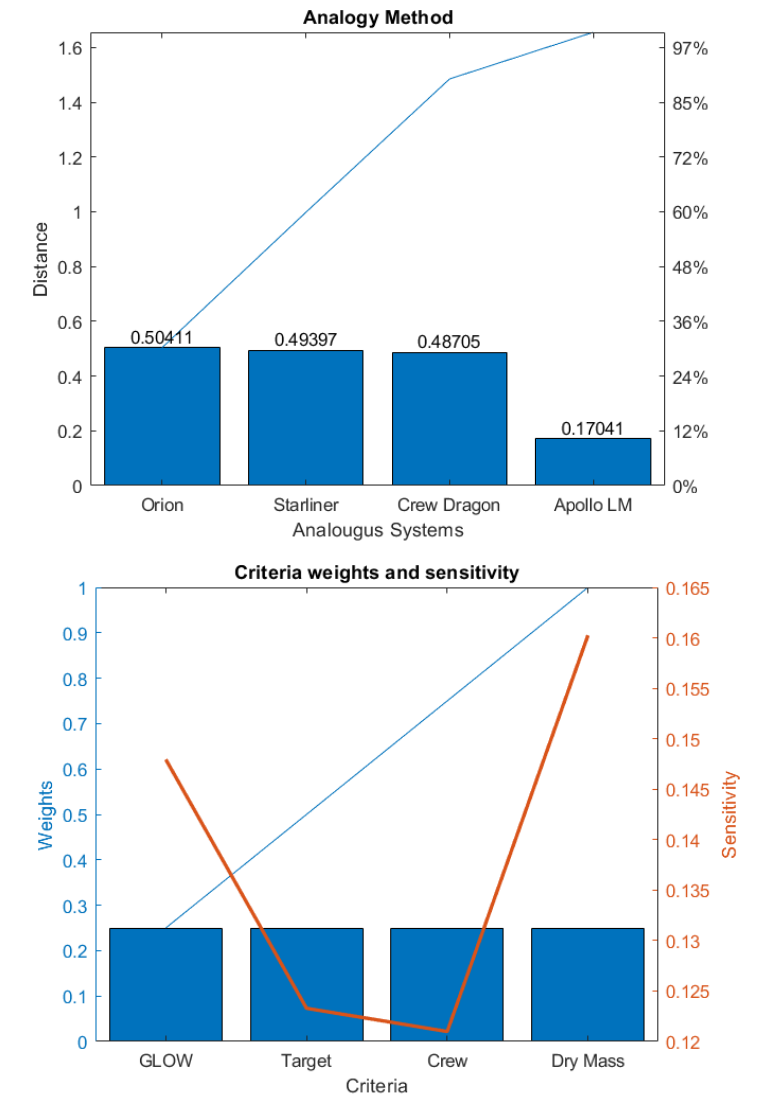 Analogy Method
1.6
1.4
1.2
1
0.8
0.6
0.4
0.2
0
Distance
97%
85%
72%
60%
48%
36%
24%
12%
0%
0.50411
0.49397
0.48705
0.17041
Orion
Starliner
Crew Dragon
Apollo LM
Analougus Systems
Criteria weights and sensitivity
1
0.9
0.8
0.7
0.6
0.5
0.4
0.3
0.2
0.1
0
Weights
0.165
0.16
0.155
0.15
0.145
0.14
0.135
0.13
0.125
0.12
Sensitivity
GLOW
Target
Crew
Dry Mass
Criteria